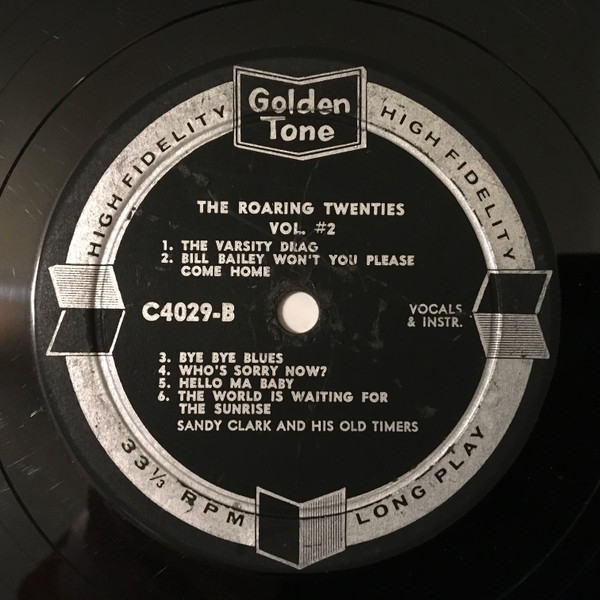 Golden
Tone
HIGH FIDELITY
HIGH FIDELITY
THE ROARING TWENTIES
VOL. #2
1. THE VARSITY DRAG
2. BILL BAILEY WON'T YOU PLEASE
COME HOME
C4029-B
VOCALS
& INSTR.
3. BYE BYE BLUES
4. WHO'S SORRY NOW?
5. HELLO MA BABY
6. THE WORLD IS WAITING FOR
THE SUNRISE
SANDY CLARK AND HIS OLD TIMERS
33⅓ RPM
LONG PLAY